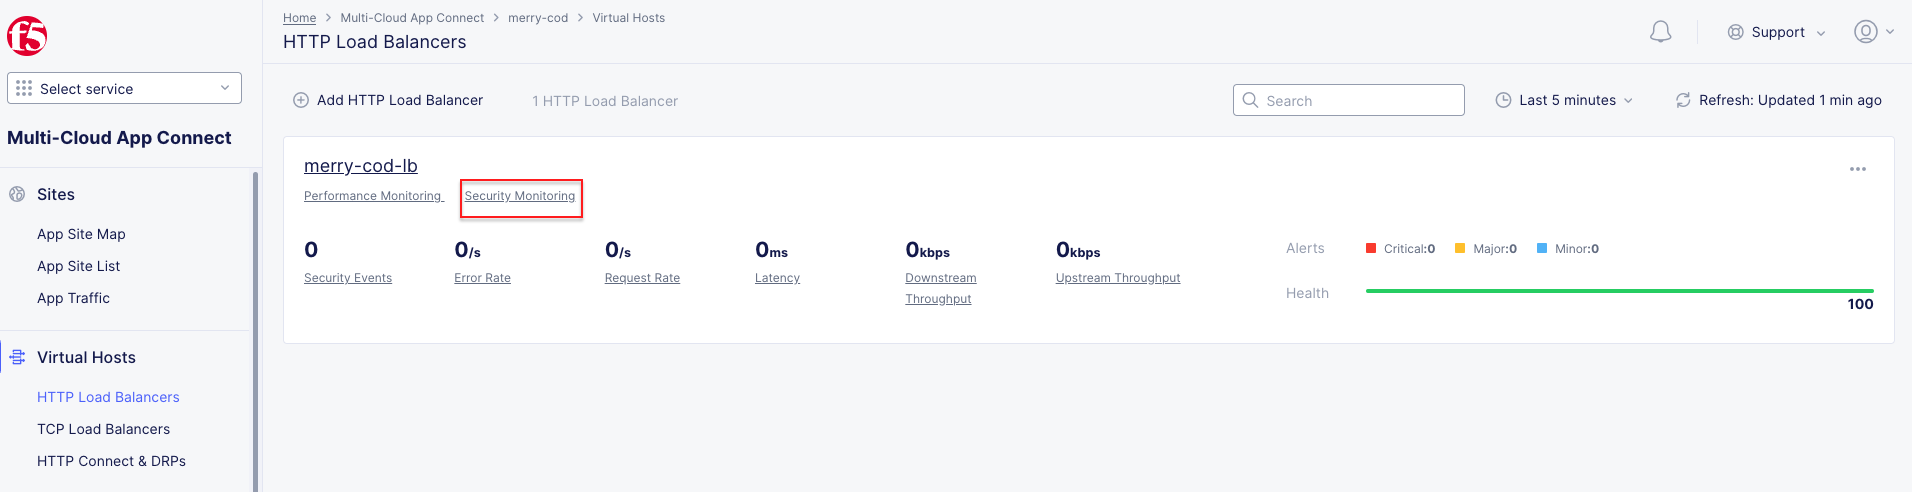 f5
Home > Multi-Cloud App Connect > merry-cod > Virtual Hosts
HTTP Load Balancers
Support
Select service
Multi-Cloud App Connect
Sites
App Site Map
App Site List
App Traffic
Virtual Hosts
HTTP Load Balancers
TCP Load Balancers
HTTP Connect & DRPs
Add HTTP Load Balancer
1 HTTP Load Balancer
Search
Last 5 minutes
Refresh: Updated 1 min ago
merry-cod-lb
Performance Monitoring Security Monitoring
0 0/s 0/s 0ms 0kbps 0kbps
Security Events Error Rate Request Rate Latency Downstream Upstream Throughput
Throughput
Alerts Critical:0 Major:0 Minor:0
Health
100